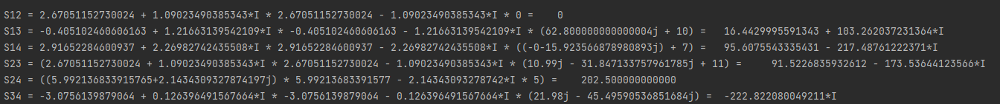 S12 = 2.67051152730024 + 1.09023490385343*I * 2.67051152730024 - 1.09023490385343*I * 0 =    0
S13 = -0.405102460606163 + 1.21663139542109*I * -0.405102460606163 - 1.21663139542109*I * (62.800000000000004j + 10) =   16.4429995591343 + 103.262037231364*I
S14 = 2.91652284600937 + 2.26982742435508*I * 2.91652284600937 - 2.26982742435508*I * ((-0-15.923566878980893j) + 7) =   95.6075543335431 - 217.48761222371*I
S23 = (2.67051152730024 + 1.09023490385343*I * 2.67051152730024 - 1.09023490385343*I * (10.99j - 31.847133757961785j + 11) =     91.5226835932612 - 173.53644123566*I
S24 = ((5.992136833915765+2.1434309327874197j) * 5.99213683391577 - 2.14343093278742*I * 5) =    202.500000000000
S34 = -3.0756139879064 + 0.126396491567664*I * -3.0756139879064 - 0.126396491567664*I * (21.98j - 45.49590536851684j) =  -222.822080049211*I